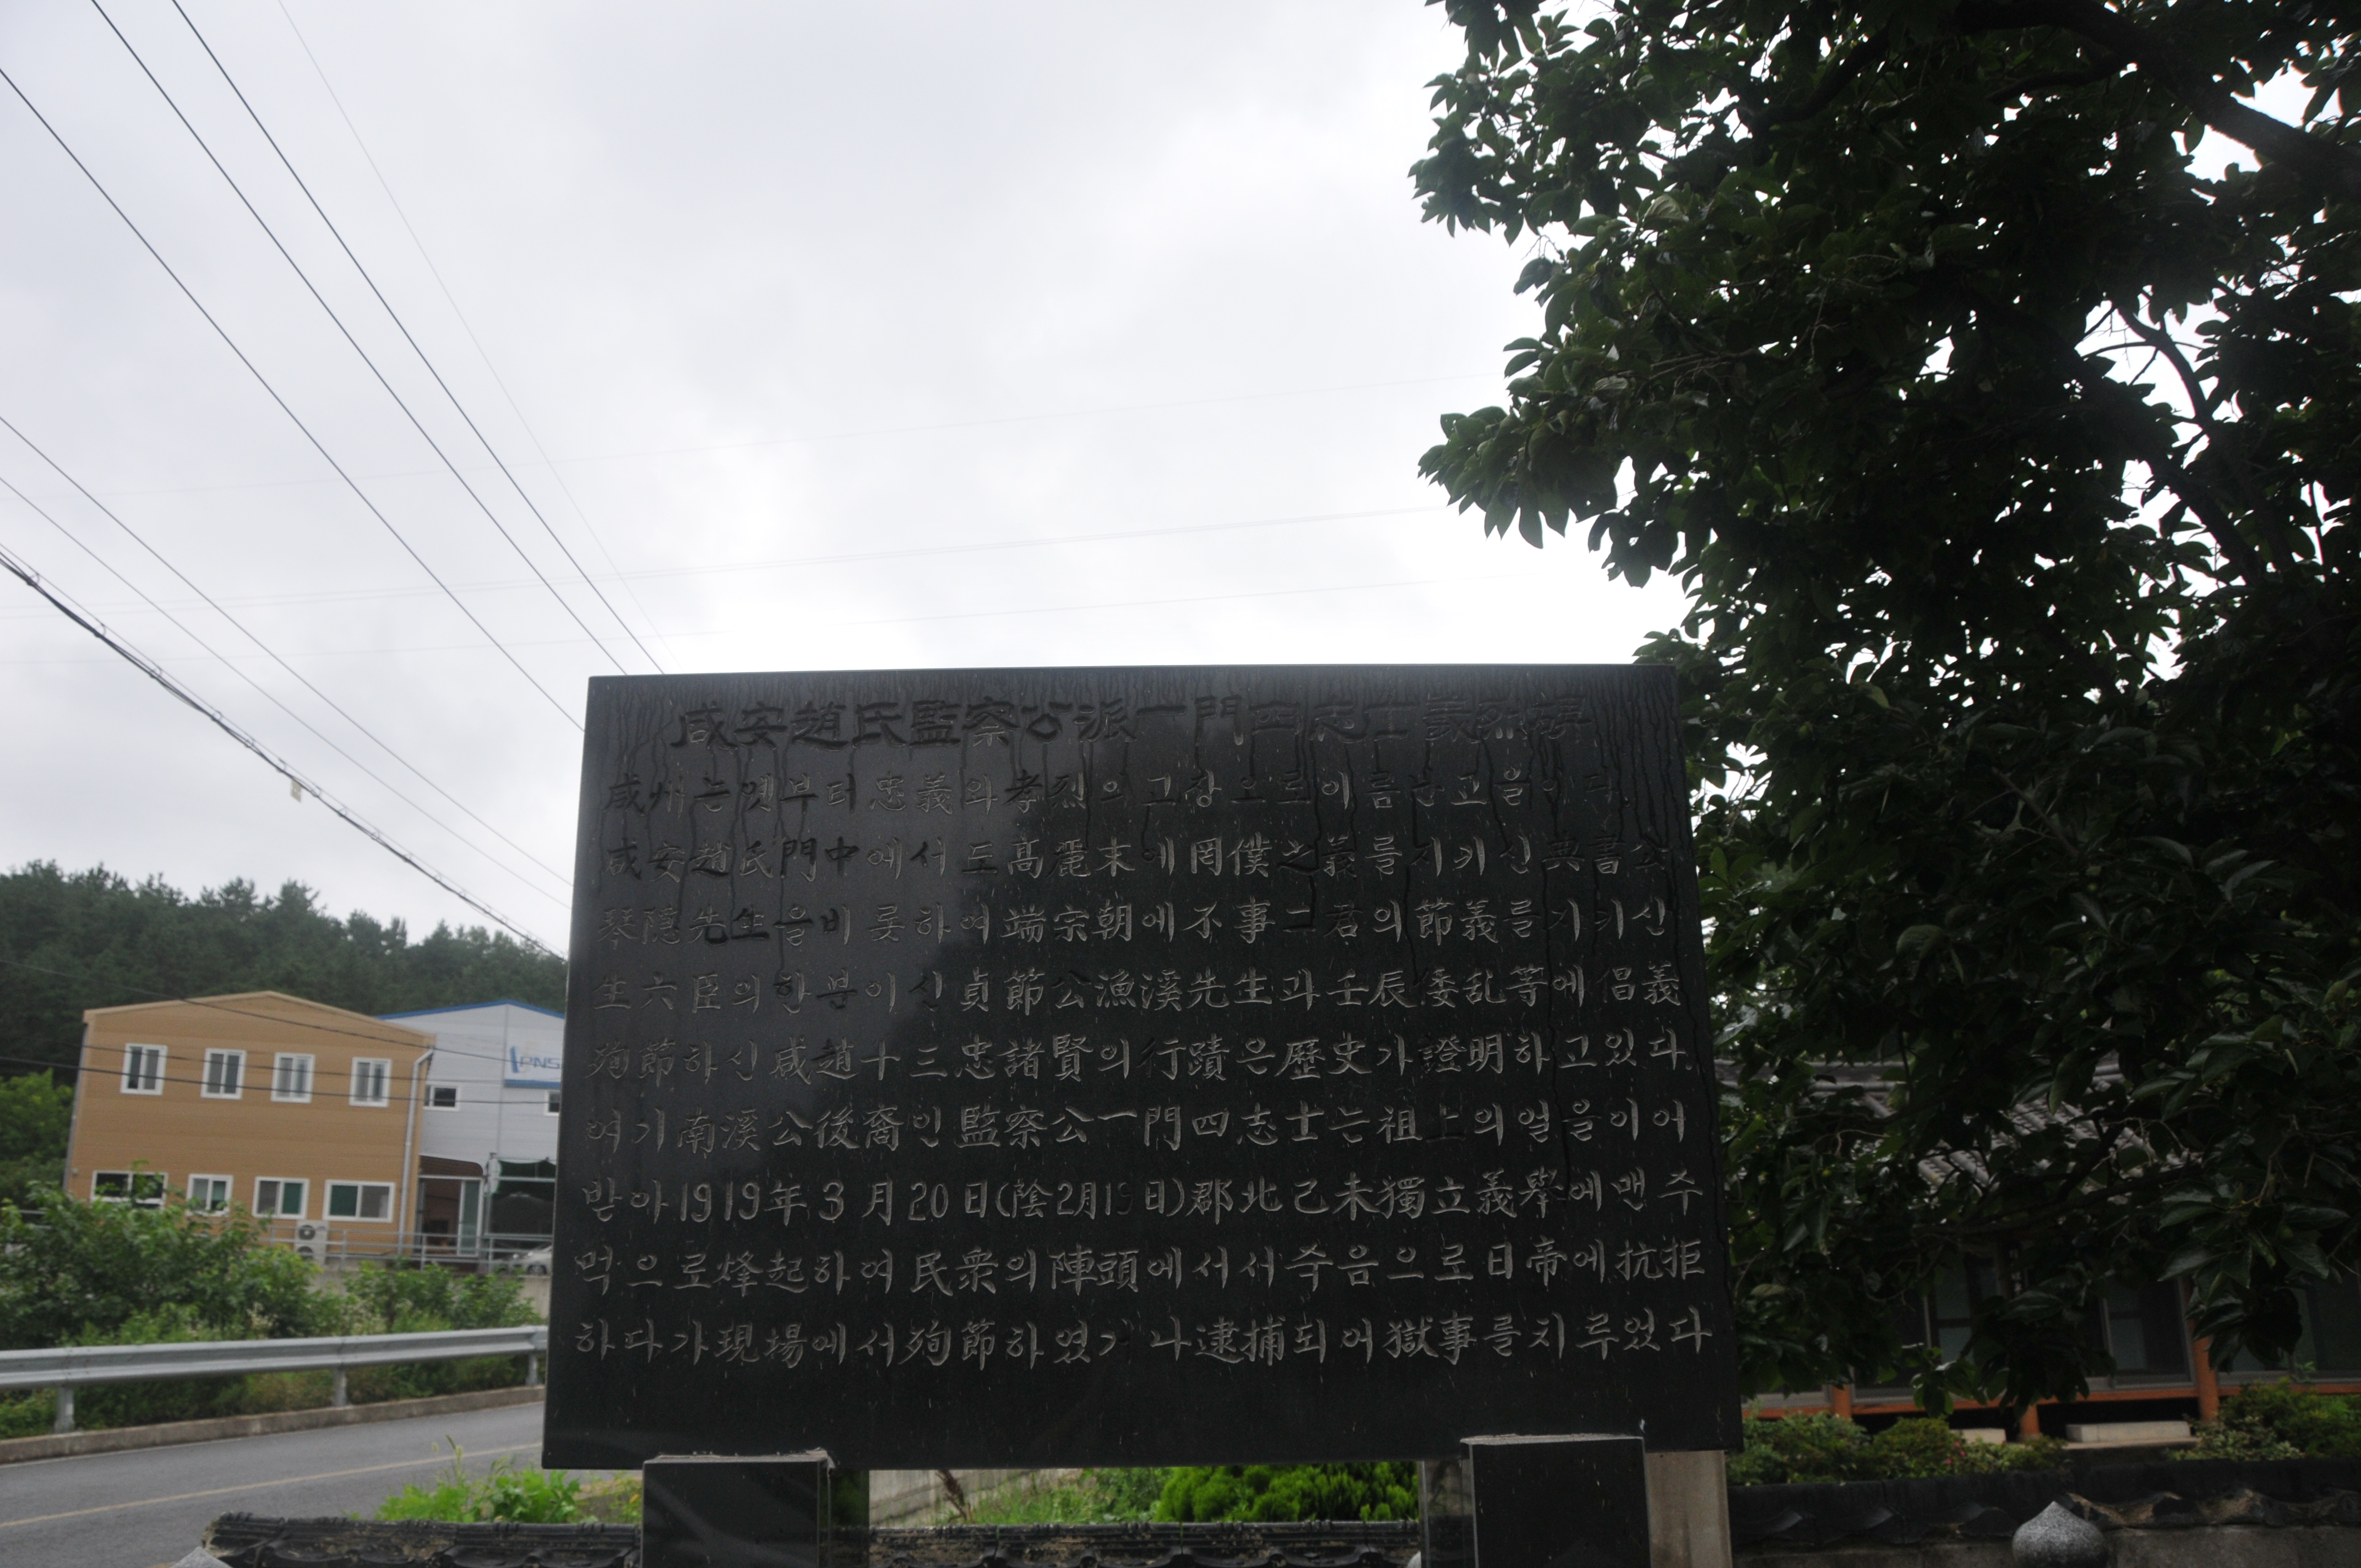 咸安趙氏監察公派一門四志士義烈碑
咸州는옛부터忠義와孝烈의고장으로이름난고을이다.
咸安趙氏門中에서도高麗末에罔僕之義를지키신典書公
琴隱先生을비롯하여端宗朝에不事二君의節義를지키신
生六臣의한분이신貞節公漁溪先生과壬辰倭乱等에倡義
殉節하신咸趙十三忠諸賢의行蹟은歷史가證明하고있다.
여기南溪公後裔인監察公一門四志士는祖上의얼을이어
받아1919年3月20日(陰2月19日)郡北己未獨立義擧에맨주
먹으로烽起하여民衆의陣頭에서서죽음으로日帝에抗拒
하다가現場에서殉節하였거나逮捕되어獄事를치루었다
PNS